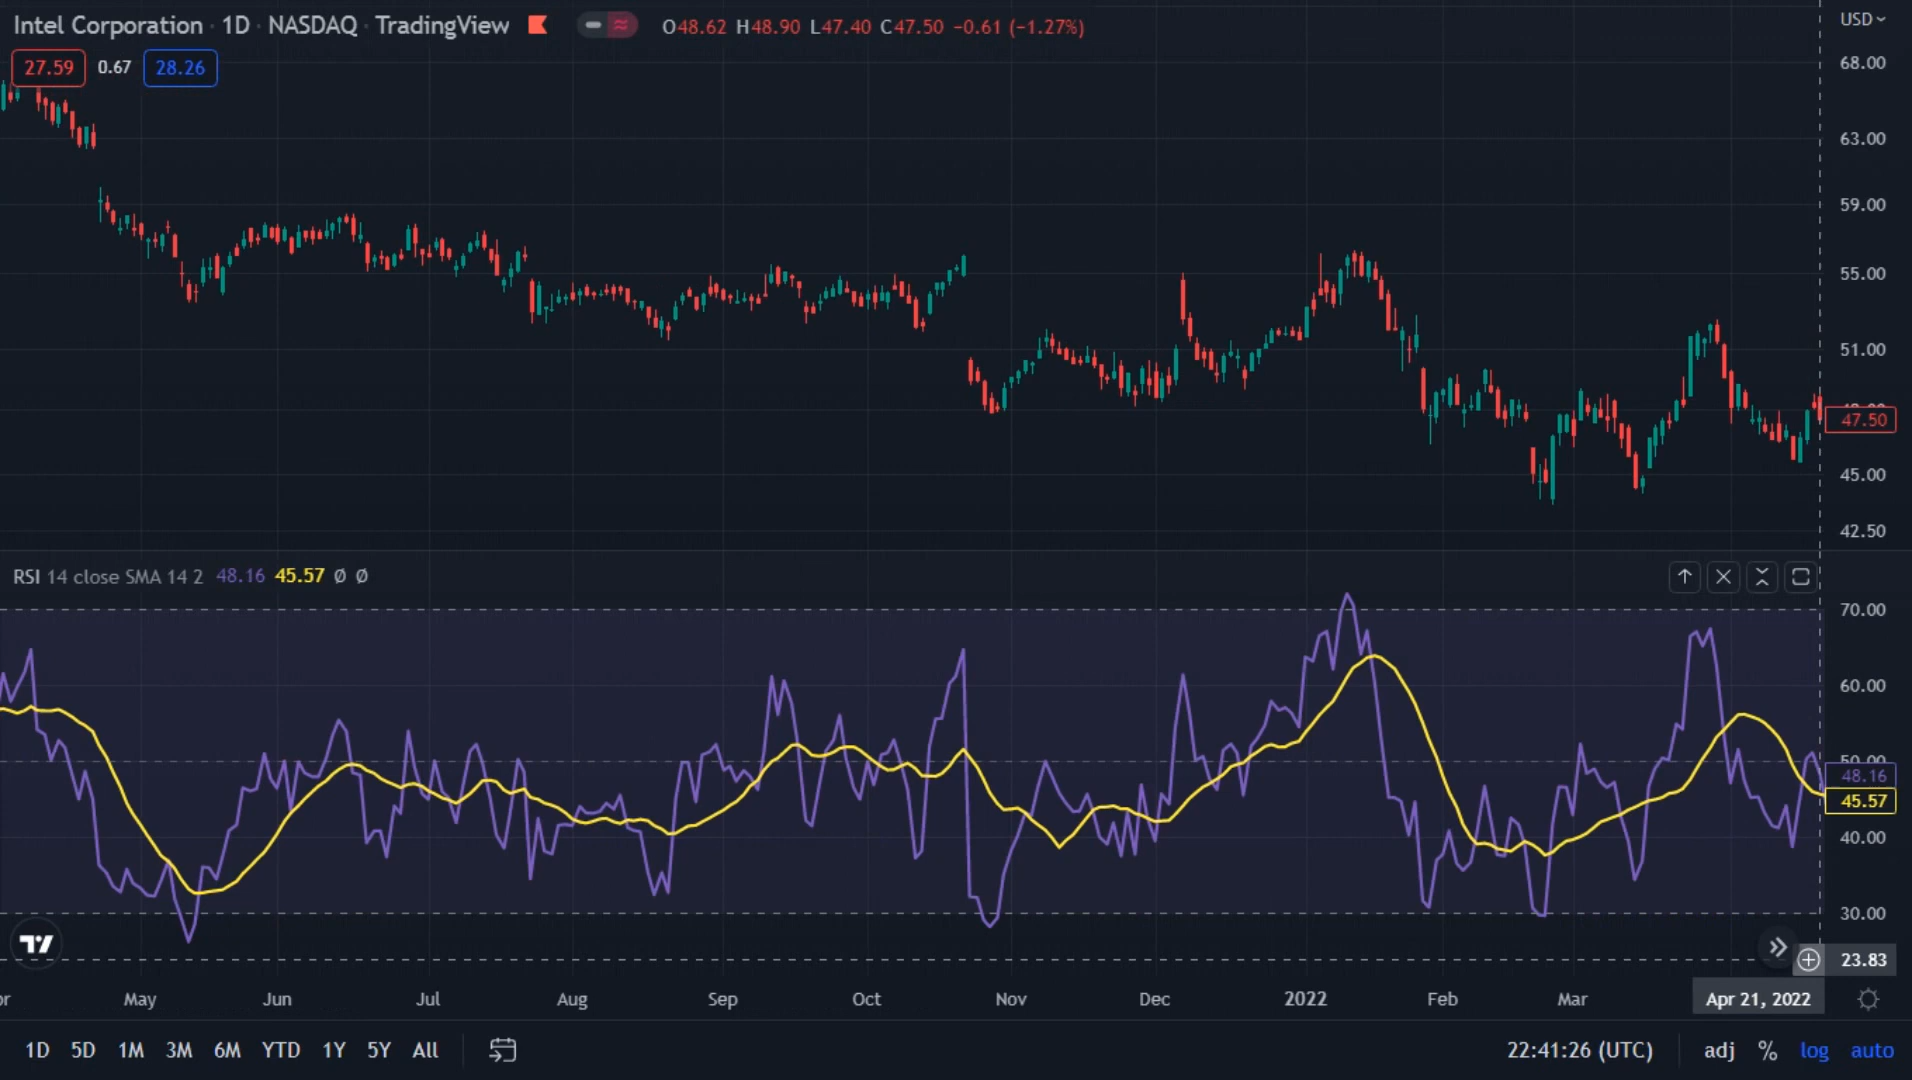 Intel Corporation · 1D · NASDAQ · TradingView O48.62 H48.90 L47.40 C47.50 −0.61 (−1.27%)
USD
27.59 0.67 28.26
68.00
63.00
59.00
55.00
51.00
47.50
45.00
42.50
RSI 14 close SMA 14 2 48.16 45.57 Ø Ø
70.00
60.00
50.00
48.16
45.57
40.00
30.00
23.83
May Jun Jul Aug Sep Oct Nov Dec 2022 Feb Mar Apr 21, 2022
1D 5D 1M 3M 6M YTD 1Y 5Y All 22:41:26 (UTC) adj % log auto